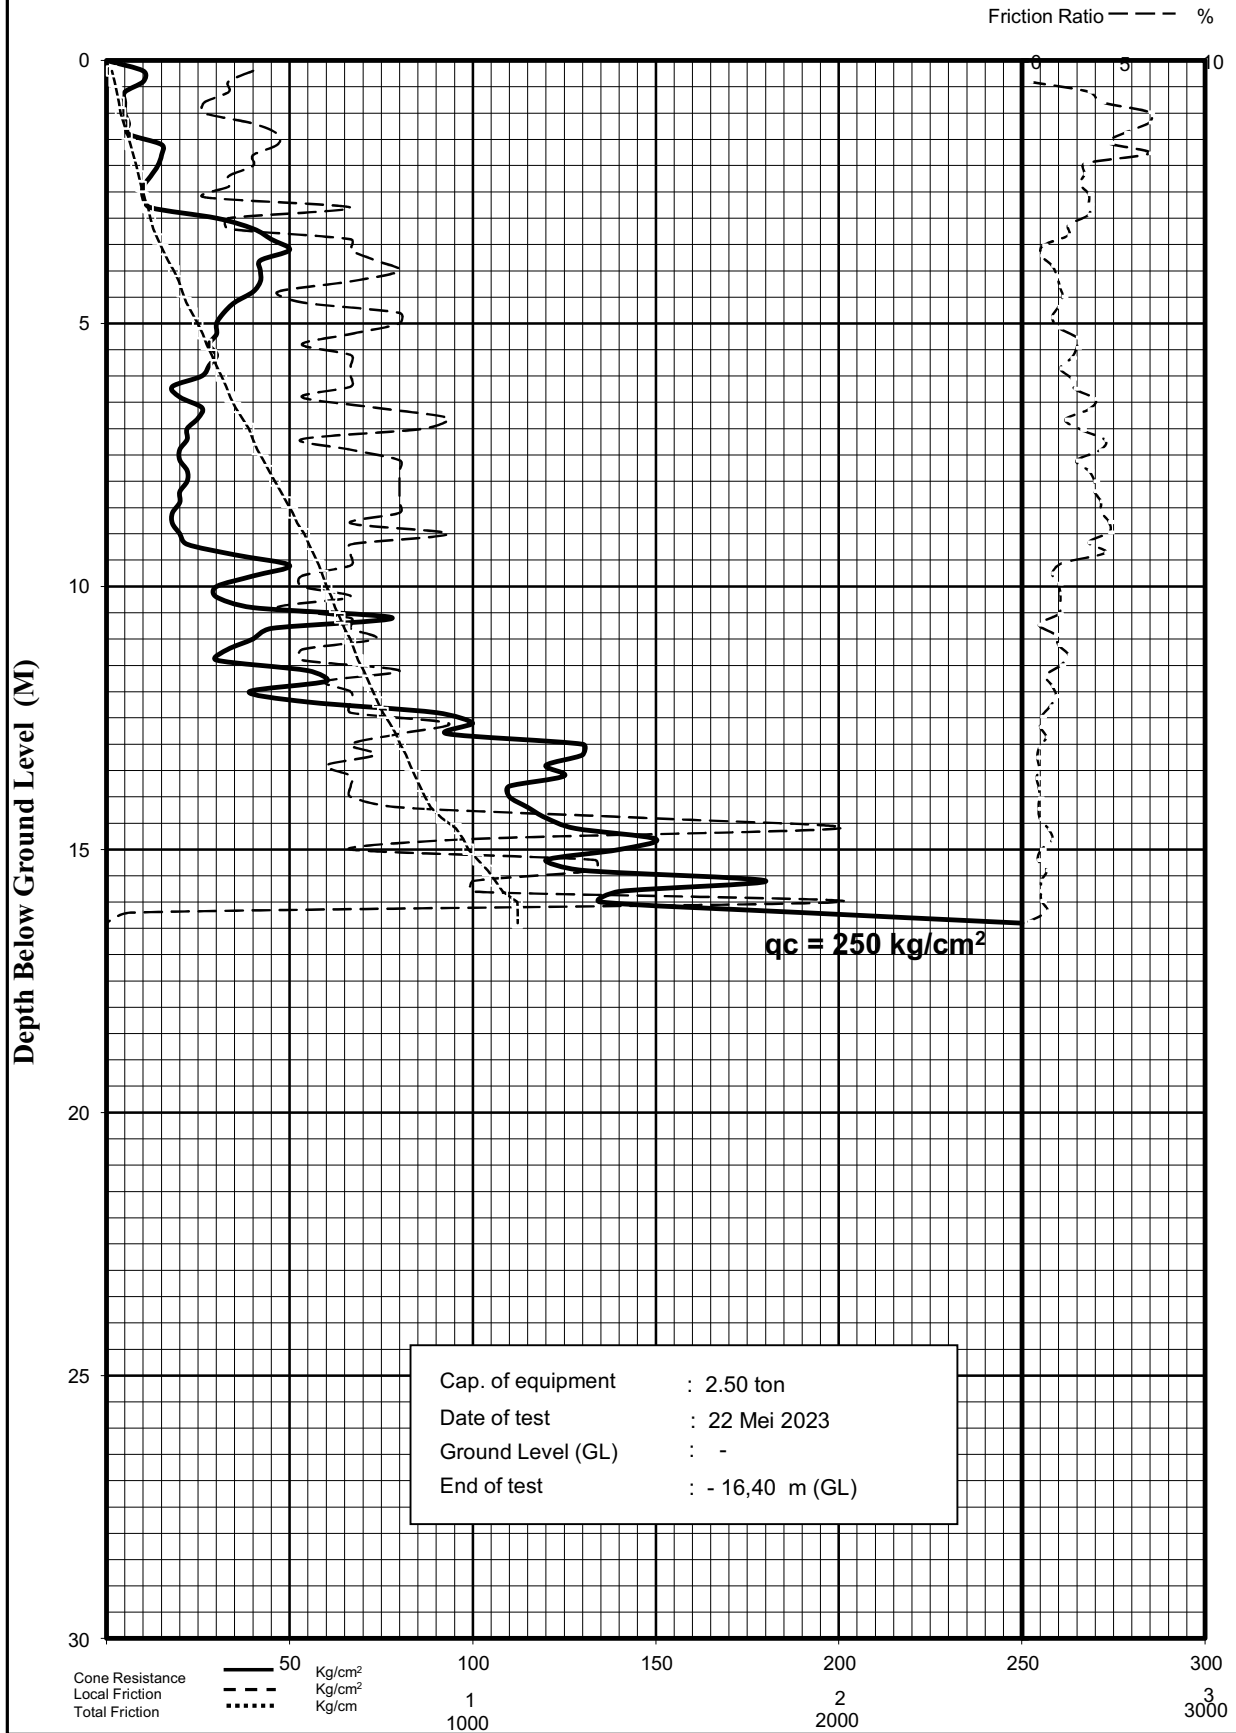 Friction Ratio %
0 5 10
0
5
10
15
20
25
30
Depth Below Ground Level (M)
qc = 250 kg/cm²
Cap. of equipment : 2.50 ton
Date of test : 22 Mei 2023
Ground Level (GL) : -
End of test : - 16,40 m (GL)
50 100 150 200 250 300
Cone Resistance Kg/cm²
Local Friction Kg/cm² 1 2 3
Total Friction Kg/cm 1000 2000 3000